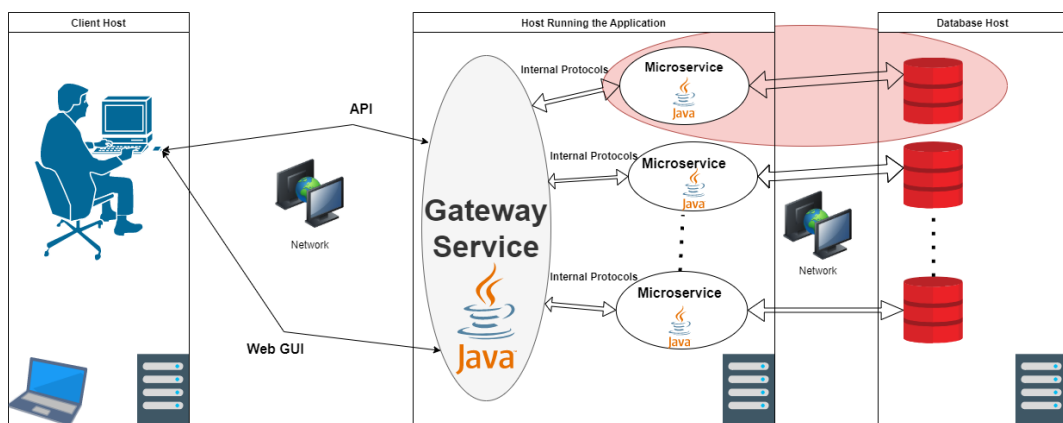 Client Host
Host Running the Application
Database Host
Internal Protocols
Microservice
Java
API
Internal Protocols
Microservice
Java
Gateway
Service
Java
Network
Network
Internal Protocols
Microservice
Java
Web GUI